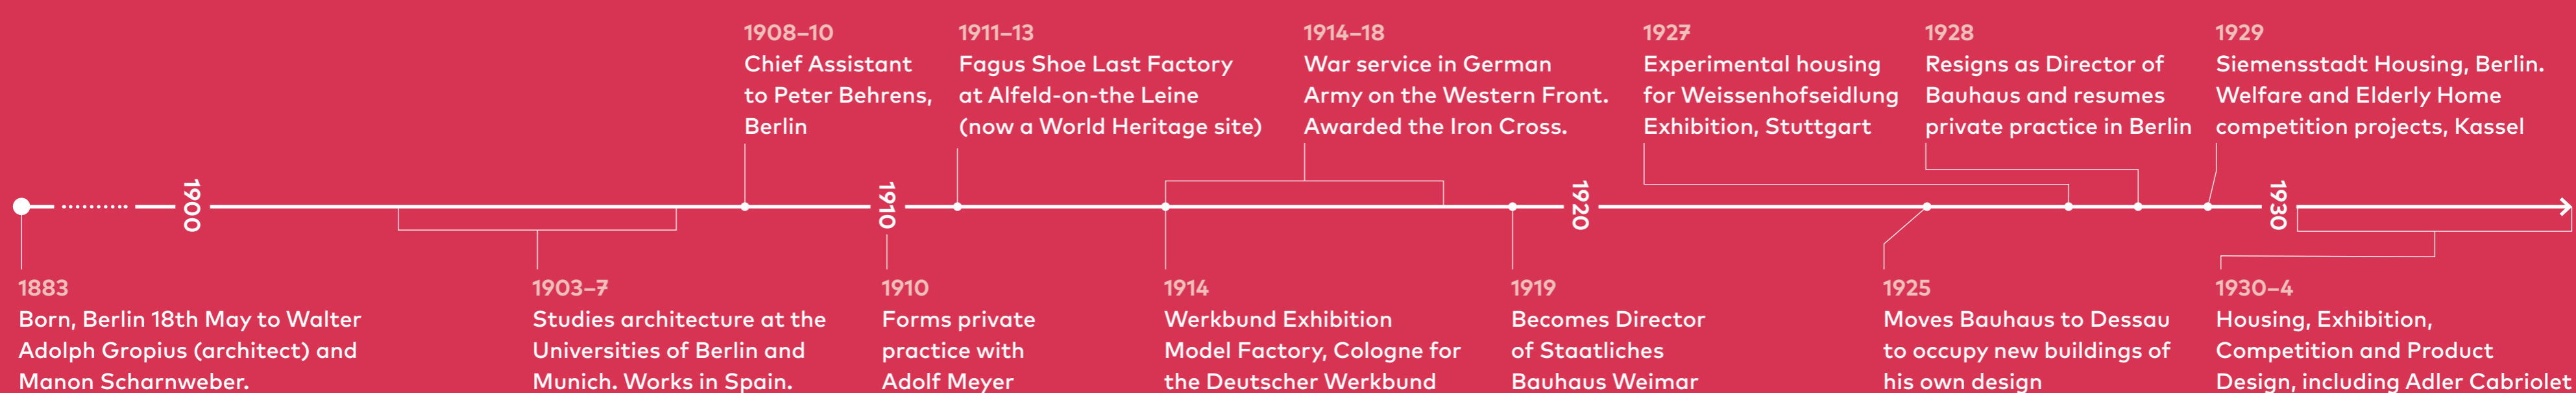 1908–10
Chief Assistant
to Peter Behrens,
Berlin
1911–13
Fagus Shoe Last Factory
at Alfeld-on-the Leine
(now a World Heritage site)
1914–18
War service in German
Army on the Western Front.
Awarded the Iron Cross.
1927
Experimental housing
for Weissenhofseidlung
Exhibition, Stuttgart
1928
Resigns as Director of
Bauhaus and resumes
private practice in Berlin
1929
Siemensstadt Housing, Berlin.
Welfare and Elderly Home
competition projects, Kassel
1900
1910
1920
1930
1883
Born, Berlin 18th May to Walter
Adolph Gropius (architect) and
Manon Scharnweber.
1903–7
Studies architecture at the
Universities of Berlin and
Munich. Works in Spain.
1910
Forms private
practice with
Adolf Meyer
1914
Werkbund Exhibition
Model Factory, Cologne for
the Deutscher Werkbund
1919
Becomes Director
of Staatliches
Bauhaus Weimar
1925
Moves Bauhaus to Dessau
to occupy new buildings of
his own design
1930–4
Housing, Exhibition,
Competition and Product
Design, including Adler Cabriolet